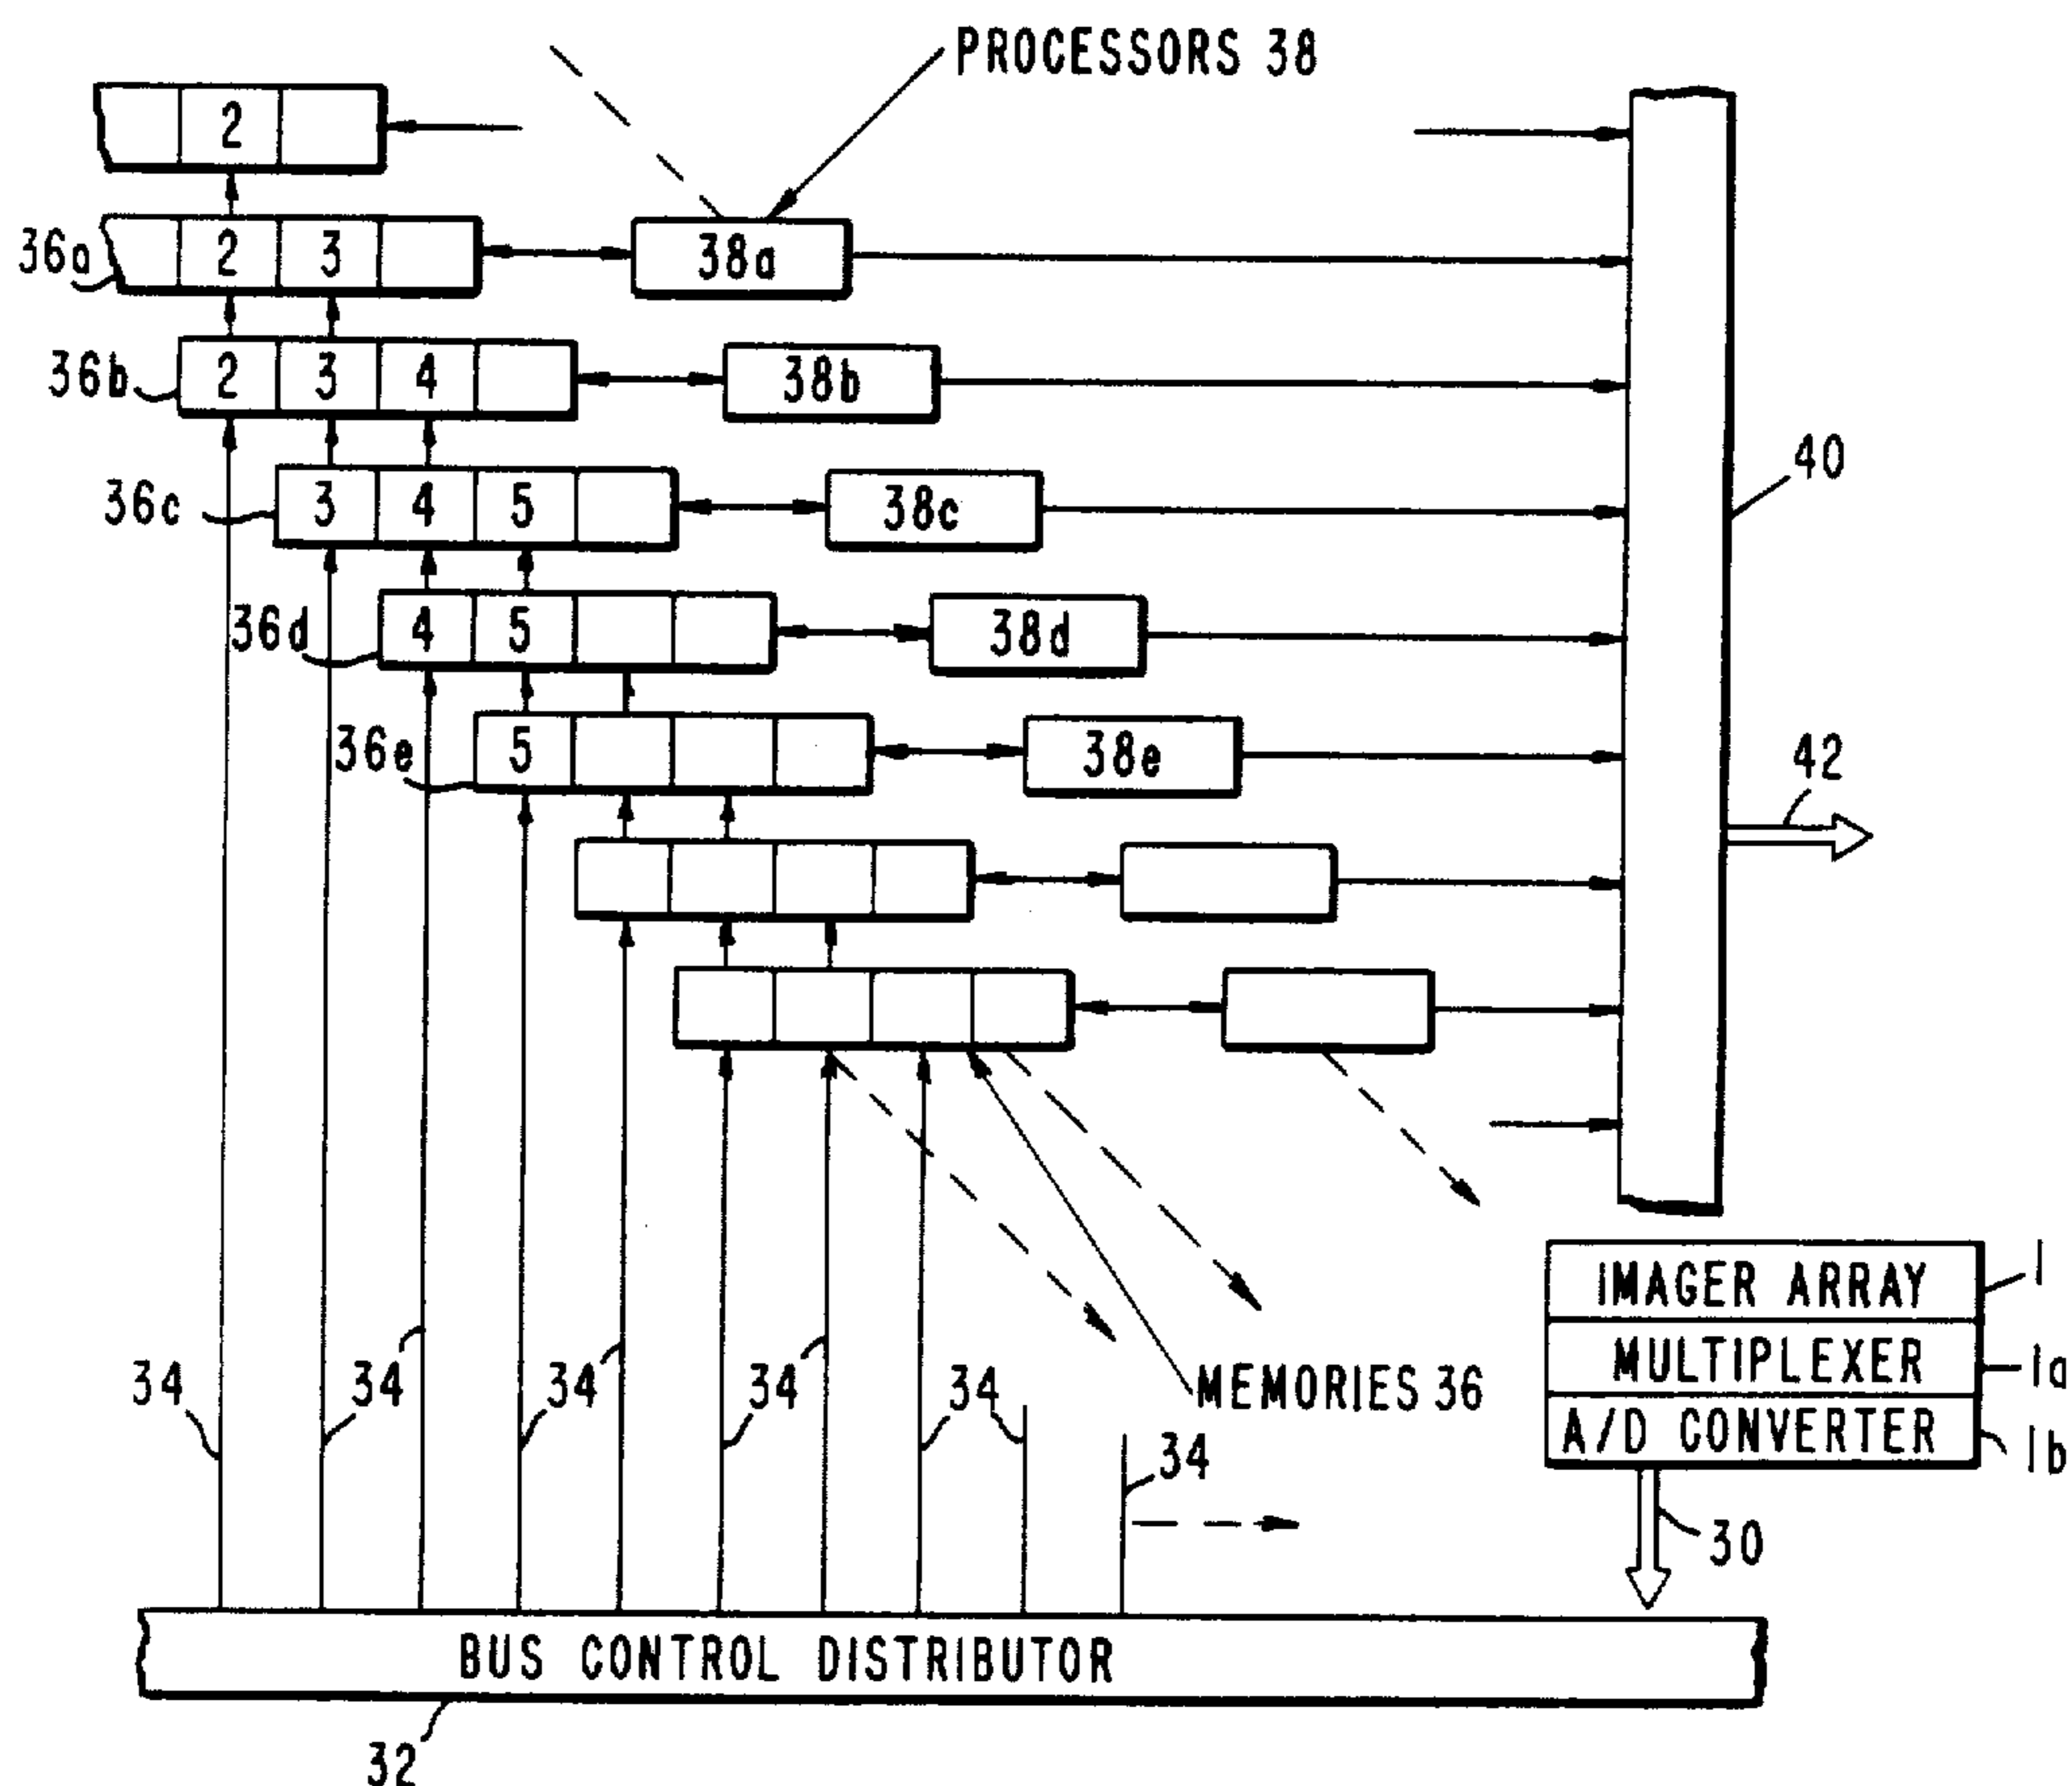 PROCESSORS 38
2
36a 2 3 38a
36b 2 3 4 38b
40
36c 3 4 5 38c
36d 4 5 38d
36e 5 38e
42
IMAGER ARRAY 1
MULTIPLEXER 1a
A/D CONVERTER 1b
34 34 34 34 34 MEMORIES 36
34
30
BUS CONTROL DISTRIBUTOR
32